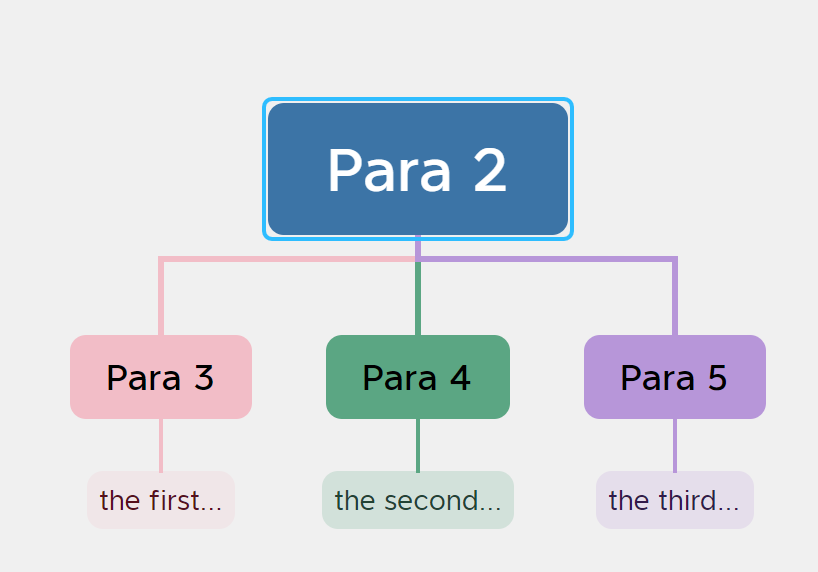 Para 2
Para 3
Para 4
Para 5
the first...
the second...
the third...